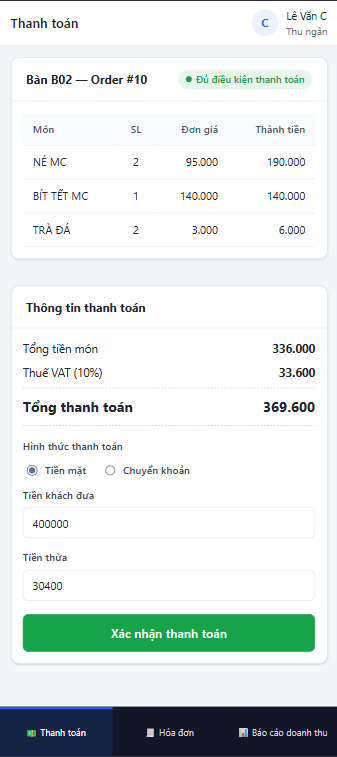 Thanh toán
C
Lê Văn C
Thu ngân
Bàn B02 — Order #10
Đủ điều kiện thanh toán
Món SL Đơn giá Thành tiền
NÉ MC 2 95.000 190.000
BÍT TẾT MC 1 140.000 140.000
TRÀ ĐÁ 2 3.000 6.000
Thông tin thanh toán
Tổng tiền món 336.000
Thuế VAT (10%) 33.600
Tổng thanh toán 369.600
Hình thức thanh toán
Tiền mặt Chuyển khoản
Tiền khách đưa
400000
Tiền thừa
30400
Xác nhận thanh toán
Thanh toán Hóa đơn Báo cáo doanh thu